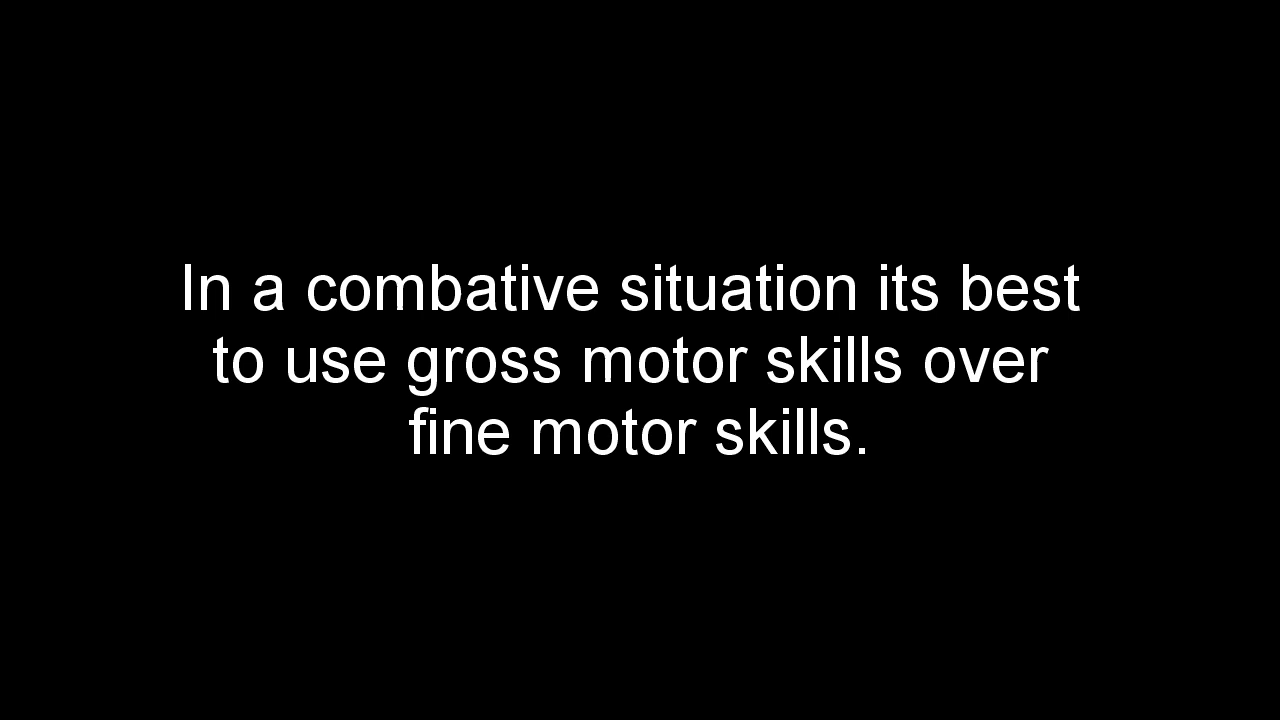 In a combative situation its best
to use gross motor skills over
fine motor skills.